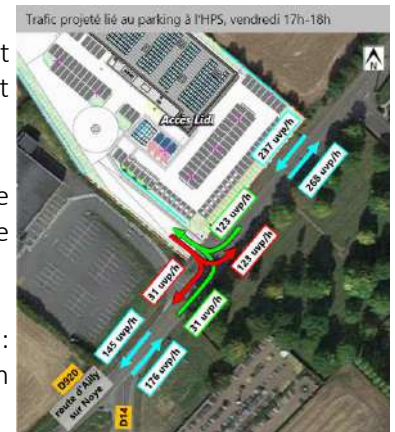 Trafic projeté lié au parking à l'HPS, vendredi 17h-18h
t
t
N
Accès Lidl
237 uvp/h
268 uvp/h
e
123 uvp/h
e
31 uvp/h
123 uvp/h
31 uvp/h
:
145 uvp/h
176 uvp/h
n
D920
route d'Ailly
sur Noye
D14